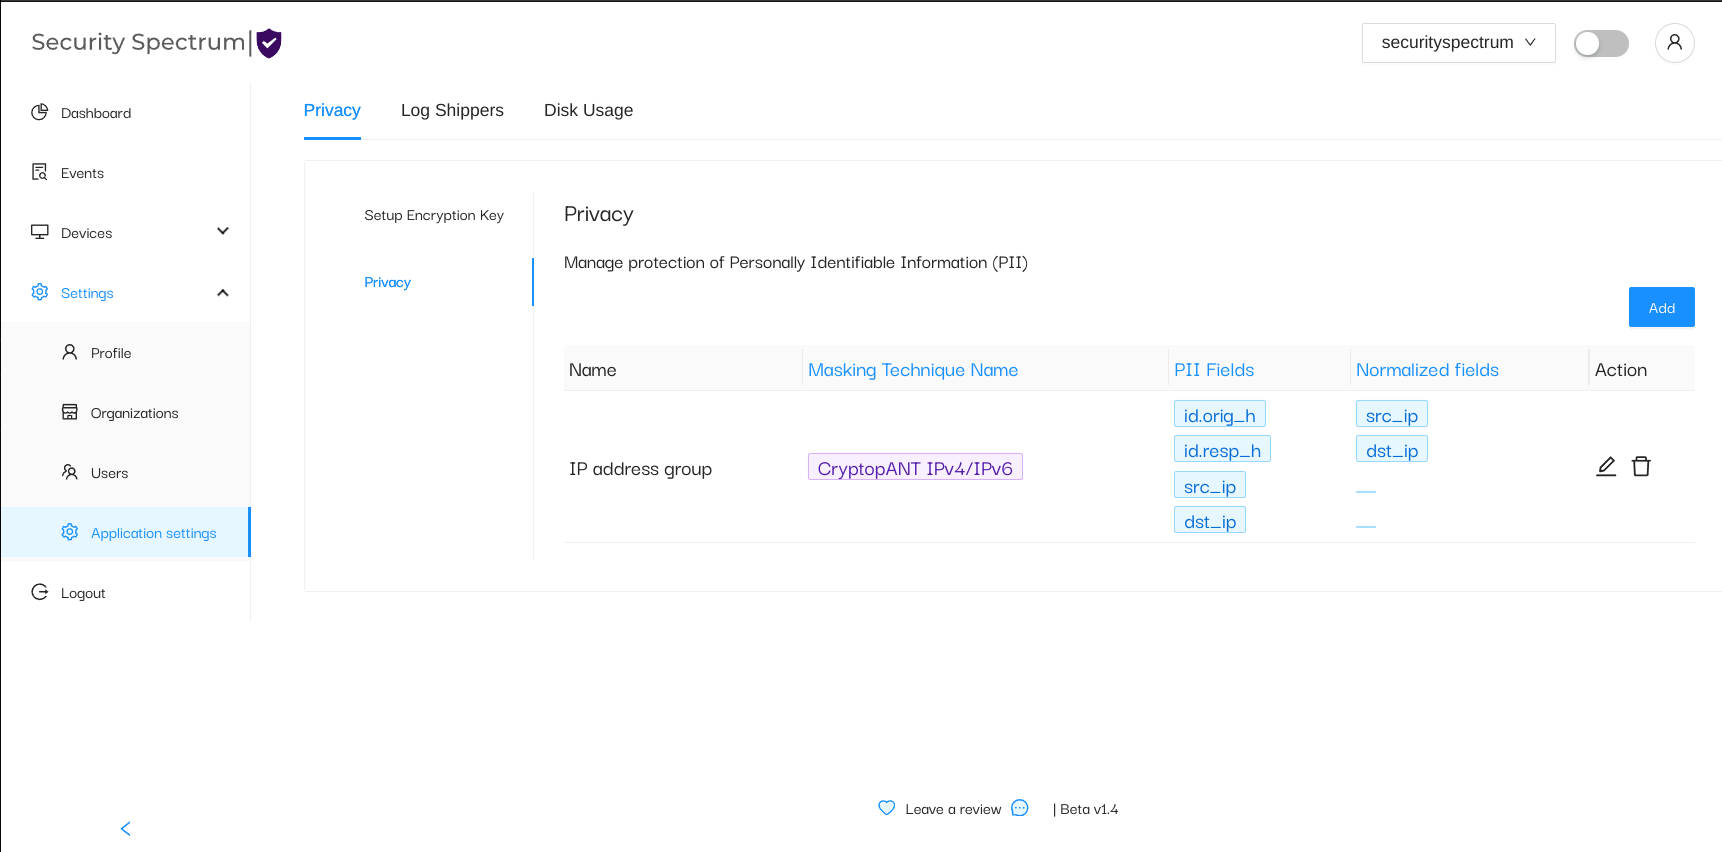 Security Spectrum|
securityspectrum
Dashboard
Events
Devices
Settings
Profile
Organizations
Users
Application settings
Logout
Privacy Log Shippers Disk Usage
Setup Encryption Key
Privacy
Privacy
Manage protection of Personally Identifiable Information (PII)
Add
Name Masking Technique Name PII Fields Normalized fields Action
IP address group CryptopANT IPv4/IPv6
id.orig_h src_ip
id.resp_h dst_ip
src_ip __
dst_ip __
Leave a review | Beta v1.4